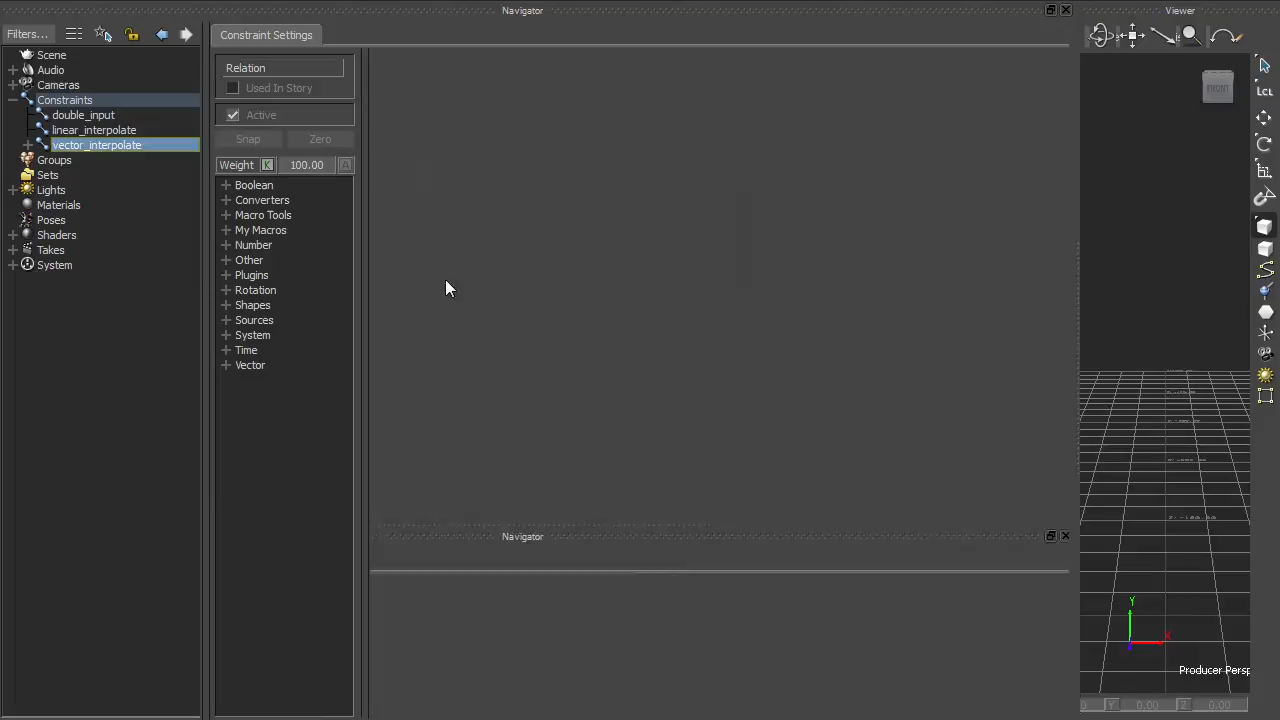 Navigator
Viewer
Filters...
Constraint Settings
Scene
Audio
Cameras
Constraints
double_input
linear_interpolate
vector_interpolate
Groups
Sets
Lights
Materials
Poses
Shaders
Takes
System
Relation
Used In Story
Active
Snap Zero
Weight K 100.00 A
Boolean
Converters
Macro Tools
My Macros
Number
Other
Plugins
Rotation
Shapes
Sources
System
Time
Vector
Navigator
FRONT
LCL
Y
X
Producer Persp
0 Y 0.00 Z 0.00